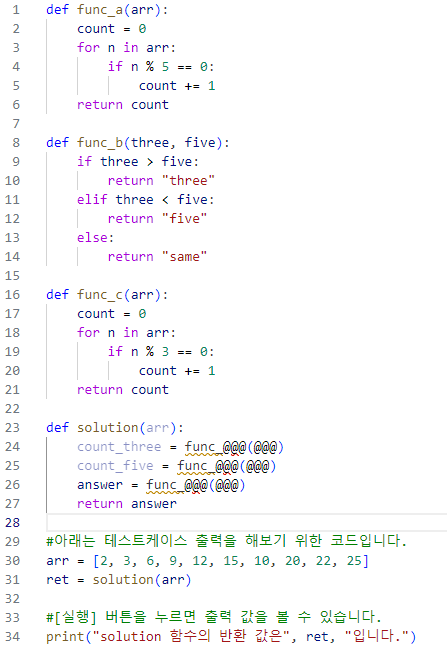 1 def func_a(arr):
2     count = 0
3     for n in arr:
4         if n % 5 == 0:
5             count += 1
6     return count
7
8 def func_b(three, five):
9     if three > five:
10         return "three"
11     elif three < five:
12         return "five"
13     else:
14         return "same"
15
16 def func_c(arr):
17     count = 0
18     for n in arr:
19         if n % 3 == 0:
20             count += 1
21     return count
22
23 def solution(arr):
24     count_three = func_@@@(@@@)
25     count_five = func_@@@(@@@)
26     answer = func_@@@(@@@)
27     return answer
28
29 #아래는 테스트케이스 출력을 해보기 위한 코드입니다.
30 arr = [2, 3, 6, 9, 12, 15, 10, 20, 22, 25]
31 ret = solution(arr)
32
33 #[실행] 버튼을 누르면 출력 값을 볼 수 있습니다.
34 print("solution 함수의 반환 값은", ret, "입니다.")